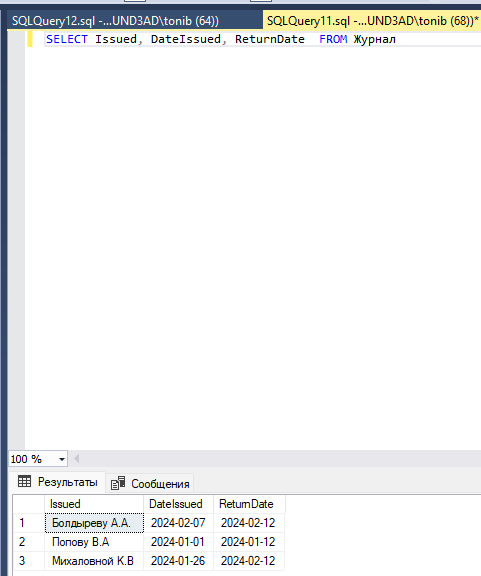 SQLQuery12.sql -...UND3AD\tonib (64)) SQLQuery11.sql -...UND3AD\tonib (68))*
SELECT Issued, DateIssued, ReturnDate FROM Журнал
100 %
Результаты Сообщения
Issued DateIssued ReturnDate
1 Болдыреву А.А. 2024-02-07 2024-02-12
2 Попову В.А 2024-01-01 2024-01-12
3 Михаловной К.В 2024-01-26 2024-02-12